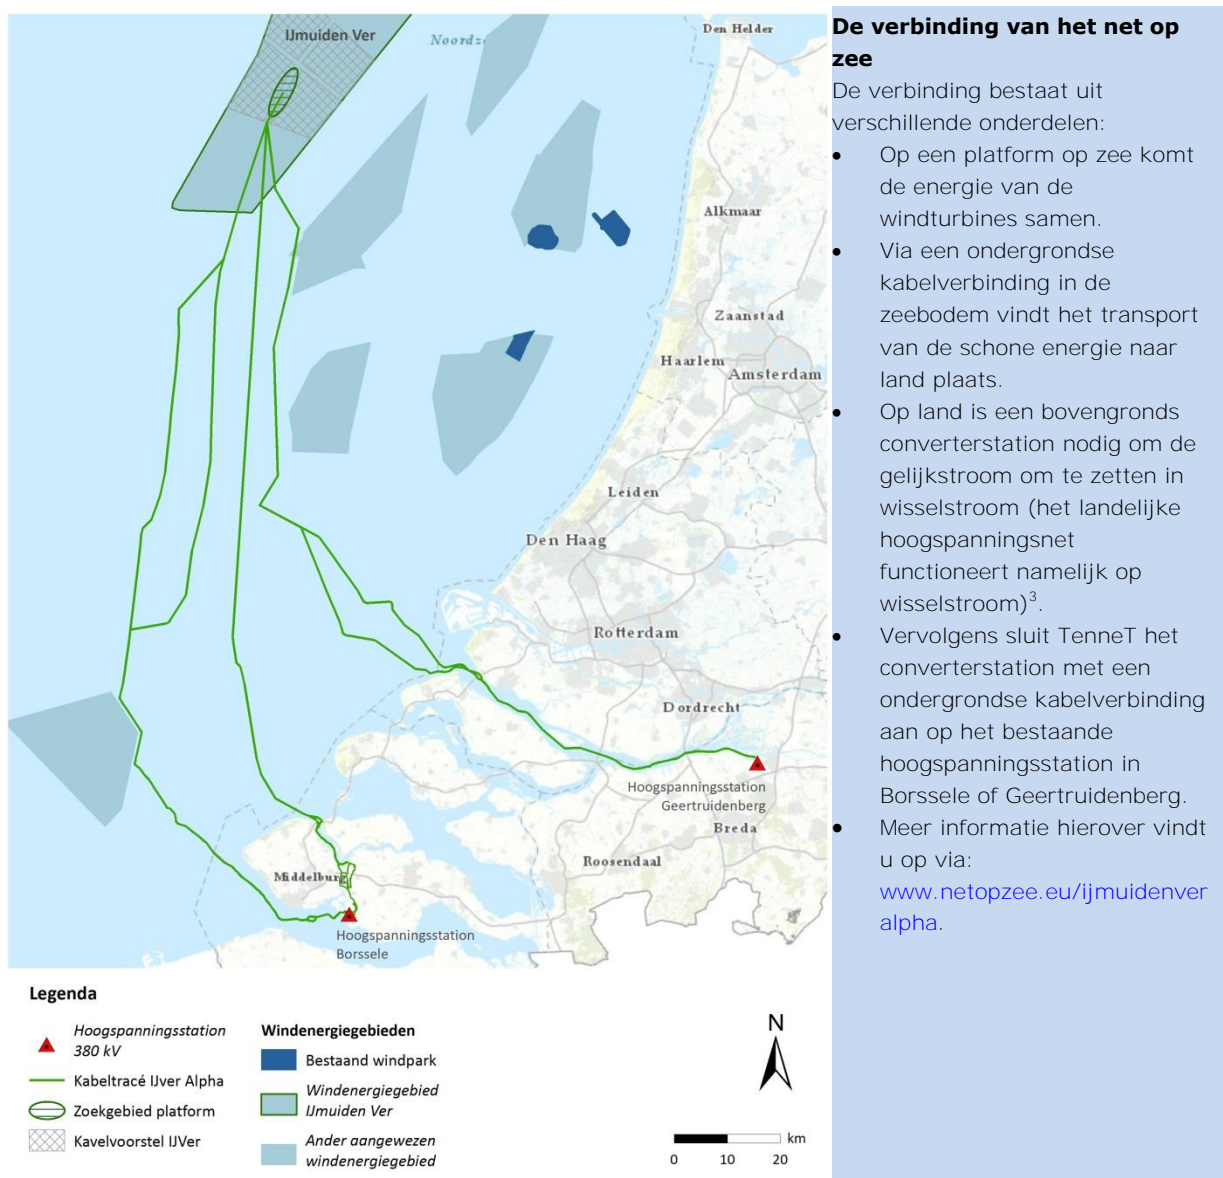 IJmuiden Ver
Noordze
Den Helder
Alkmaar
Zaanstad
Haarlem
Amsterdam
Leiden
Den Haag
Rotterdam
Dordrecht
Hoogspanningsstation
Geertruidenberg
Breda
Roosendaal
Middelburg
Hoogspanningsstation
Borssele
Legenda
Hoogspanningsstation
380 kV
Kabeltracé IJver Alpha
Zoekgebied platform
Kavelvoorstel IJVer
Windenergiegebieden
Bestaand windpark
Windenergiegebied
IJmuiden Ver
Ander aangewezen
windenergiegebied
N
km
0 10 20
De verbinding van het net op
zee
De verbinding bestaat uit
verschillende onderdelen:
• Op een platform op zee komt
de energie van de
windturbines samen.
• Via een ondergrondse
kabelverbinding in de
zeebodem vindt het transport
van de schone energie naar
land plaats.
• Op land is een bovengronds
converterstation nodig om de
gelijkstroom om te zetten in
wisselstroom (het landelijke
hoogspanningsnet
functioneert namelijk op
wisselstroom)³.
• Vervolgens sluit TenneT het
converterstation met een
ondergrondse kabelverbinding
aan op het bestaande
hoogspanningsstation in
Borssele of Geertruidenberg.
• Meer informatie hierover vindt
u op via:
www.netopzee.eu/ijmuidenver
alpha.